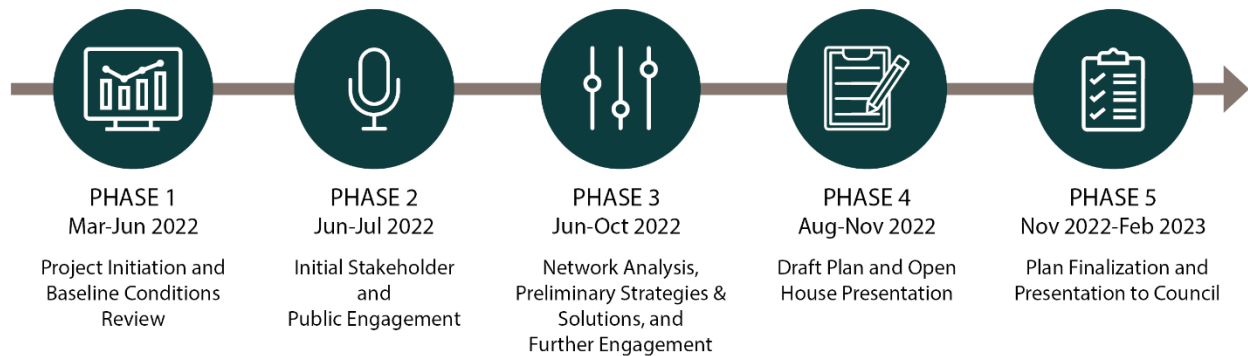 PHASE 1
Mar-Jun 2022
Project Initiation and
Baseline Conditions
Review
PHASE 2
Jun-Jul 2022
Initial Stakeholder
and
Public Engagement
PHASE 3
Jun-Oct 2022
Network Analysis,
Preliminary Strategies &
Solutions, and
Further Engagement
PHASE 4
Aug-Nov 2022
Draft Plan and Open
House Presentation
PHASE 5
Nov 2022-Feb 2023
Plan Finalization and
Presentation to Council